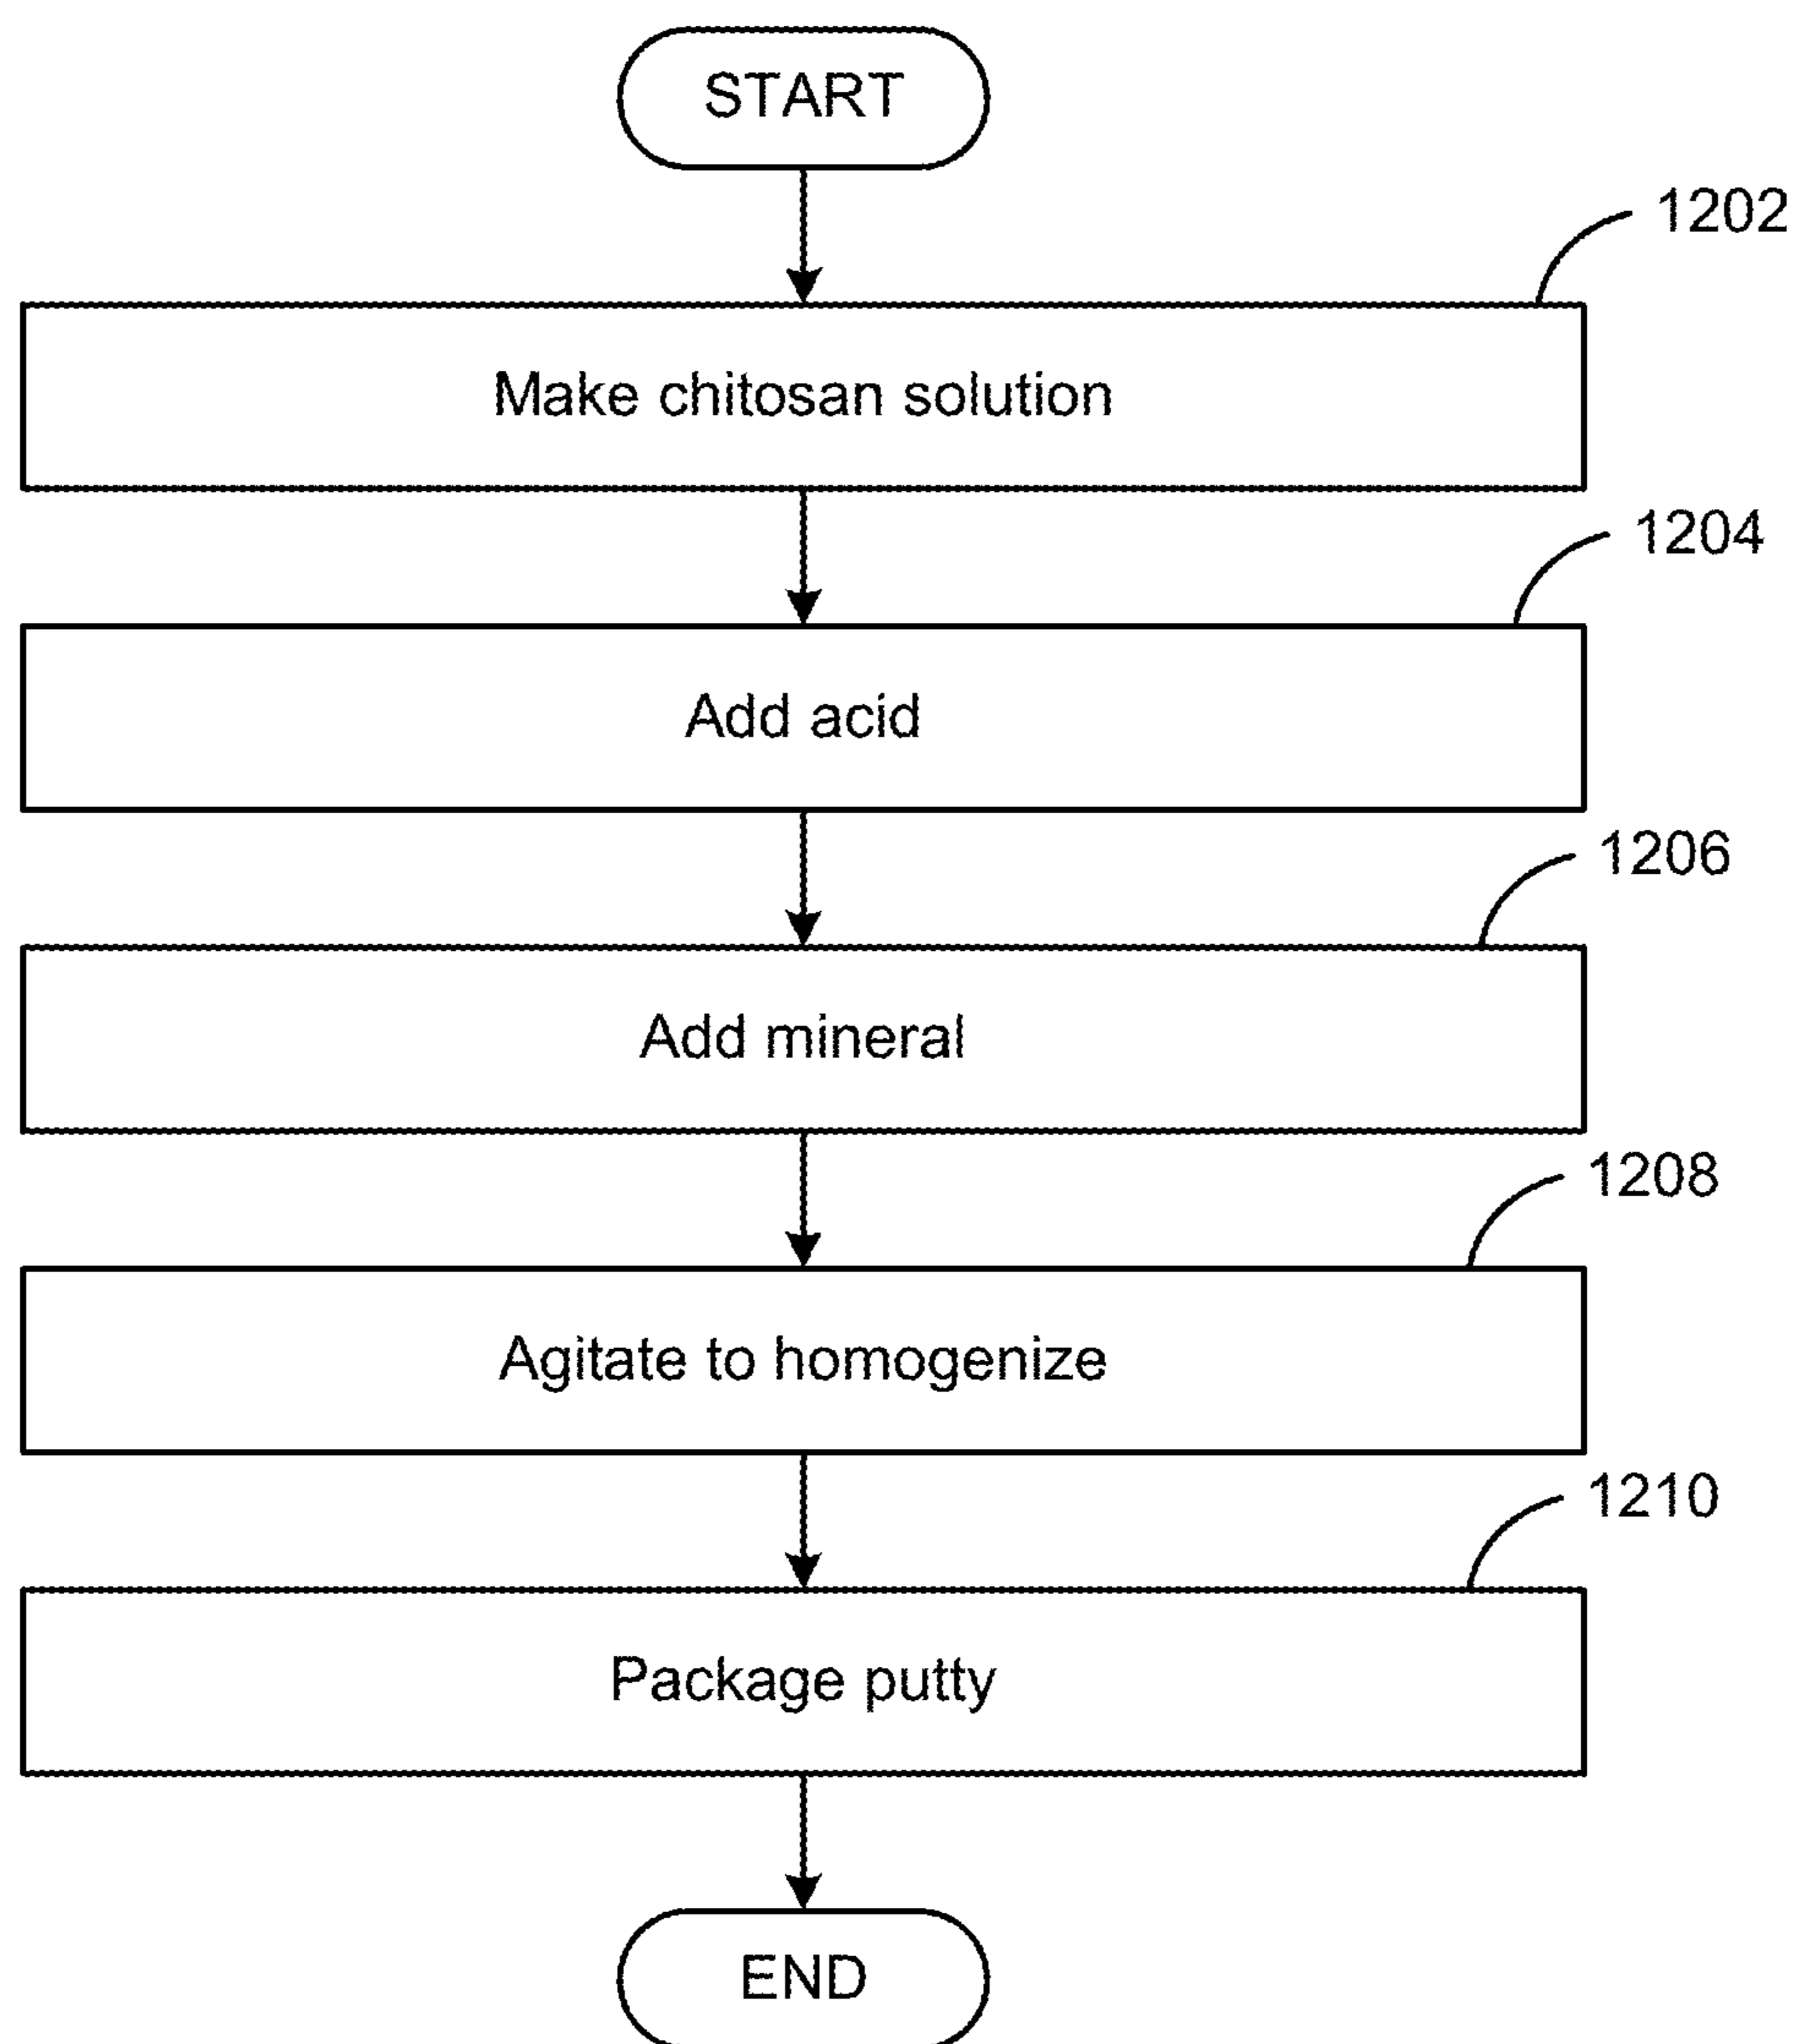 START
1202
Make chitosan solution
1204
Add acid
1206
Add mineral
1208
Agitate to homogenize
1210
Package putty
END